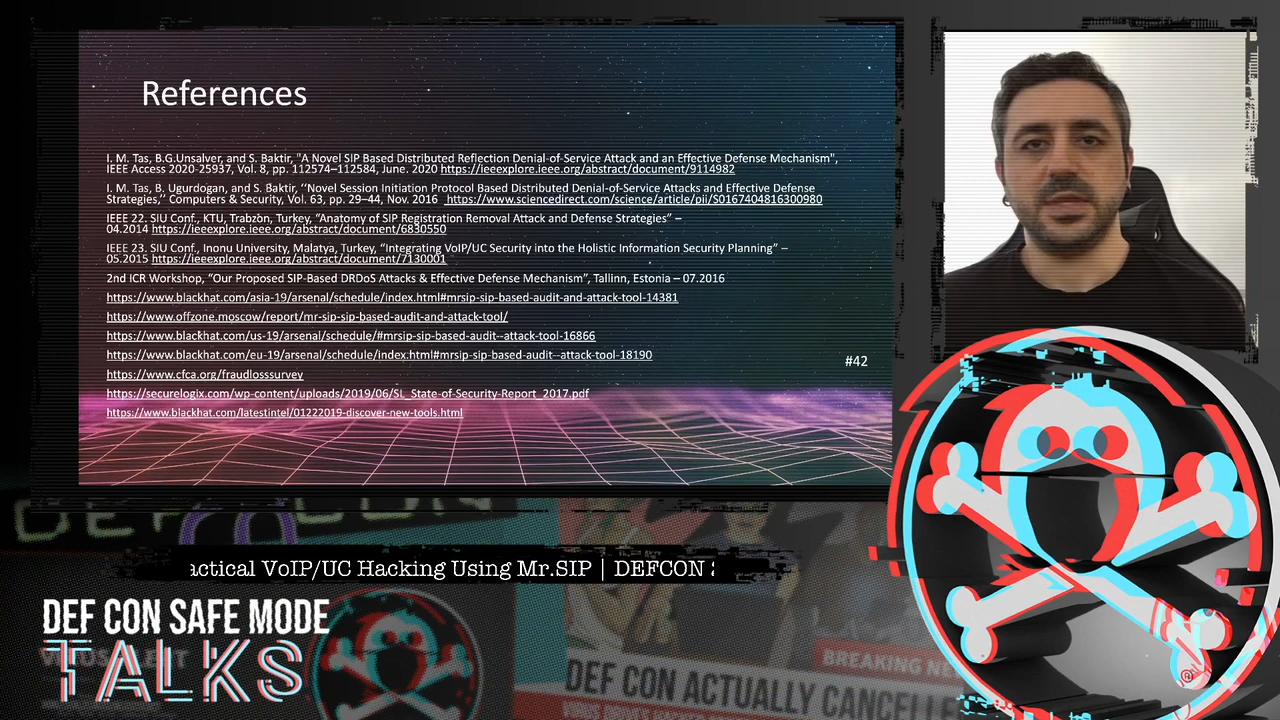 References
I. M. Tas, B.G.Unsalver, and S. Baktir, "A Novel SIP Based Distributed Reflection Denial-of-Service Attack and an Effective Defense Mechanism",
IEEE Access 2020-25937, Vol. 8, pp. 112574–112584, June. 2020 https://ieeexplore.ieee.org/abstract/document/9114982
I. M. Tas, B. Ugurdogan, and S. Baktir, ‘‘Novel Session Initiation Protocol Based Distributed Denial-of-Service Attacks and Effective Defense
Strategies,’’ Computers & Security, Vol. 63, pp. 29–44, Nov. 2016 https://www.sciencedirect.com/science/article/pii/S0167404816300980
IEEE 22. SIU Conf., KTU, Trabzon, Turkey, “Anatomy of SIP Registration Removal Attack and Defense Strategies” –
04.2014 https://ieeexplore.ieee.org/abstract/document/6830550
IEEE 23. SIU Conf., Inonu University, Malatya, Turkey, “Integrating VoIP/UC Security into the Holistic Information Security Planning” –
05.2015 https://ieeexplore.ieee.org/abstract/document/7130001
2nd ICR Workshop, “Our Proposed SIP-Based DRDoS Attacks & Effective Defense Mechanism”, Tallinn, Estonia – 07.2016
https://www.blackhat.com/asia-19/arsenal/schedule/index.html#mrsip-sip-based-audit-and-attack-tool-14381
https://www.offzone.moscow/report/mr-sip-sip-based-audit-and-attack-tool/
https://www.blackhat.com/us-19/arsenal/schedule/#mrsip-sip-based-audit--attack-tool-16866
https://www.blackhat.com/eu-19/arsenal/schedule/index.html#mrsip-sip-based-audit--attack-tool-18190
#42
https://www.cfca.org/fraudlosssurvey
https://securelogix.com/wp-content/uploads/2019/06/SL_State-of-Security-Report_2017.pdf
https://www.blackhat.com/latestintel/01222019-discover-new-tools.html
DEF CON
actical VoIP/UC Hacking Using Mr.SIP | DEFCON
DEF CON SAFE MODE
TALKS
BREAKING NE
DEF CON ACTUALLY CANCELLE